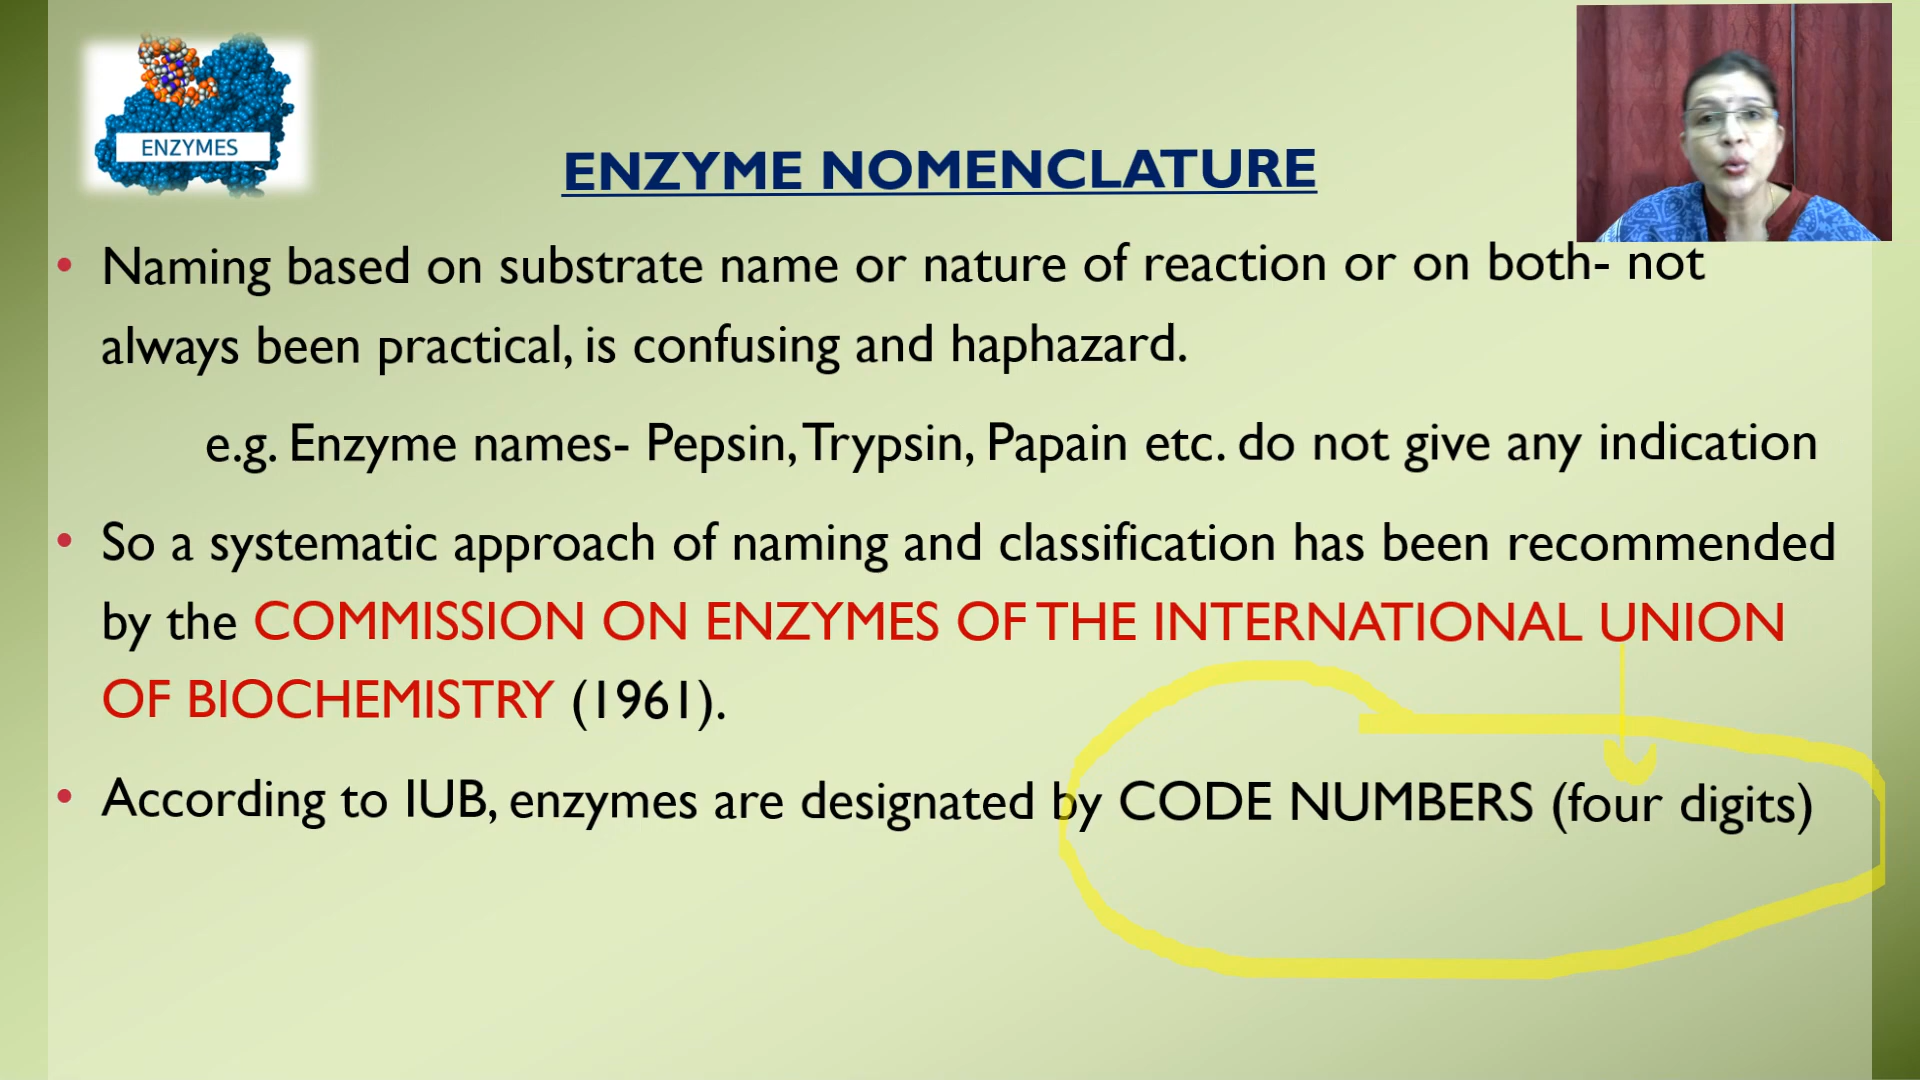 ENZYMES
ENZYME NOMENCLATURE
• Naming based on substrate name or nature of reaction or on both- not
always been practical, is confusing and haphazard.
e.g. Enzyme names- Pepsin, Trypsin, Papain etc. do not give any indication
• So a systematic approach of naming and classification has been recommended
by the COMMISSION ON ENZYMES OF THE INTERNATIONAL UNION
OF BIOCHEMISTRY (1961).
• According to IUB, enzymes are designated by CODE NUMBERS (four digits)